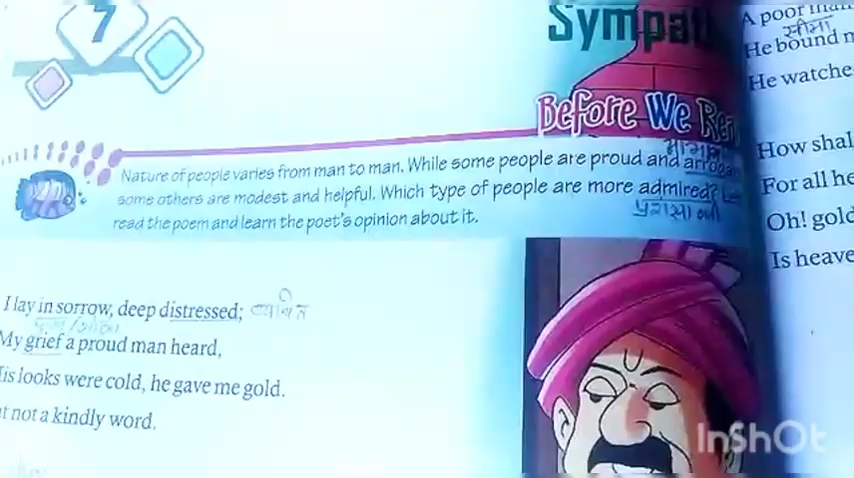 7
Sympat
Before We Rea
Nature of people varies from man to man. While some people are proud and arrogan
some others are modest and helpful. Which type of people are more admired? Let
read the poem and learn the poet's opinion about it.
I lay in sorrow, deep distressed; व्यथित
My grief a proud man heard,
His looks were cold, he gave me gold.
t not a kindly word.
A poor man
He bound m
He watche
How shal
For all he
Oh! gold
Is heave
InShOt